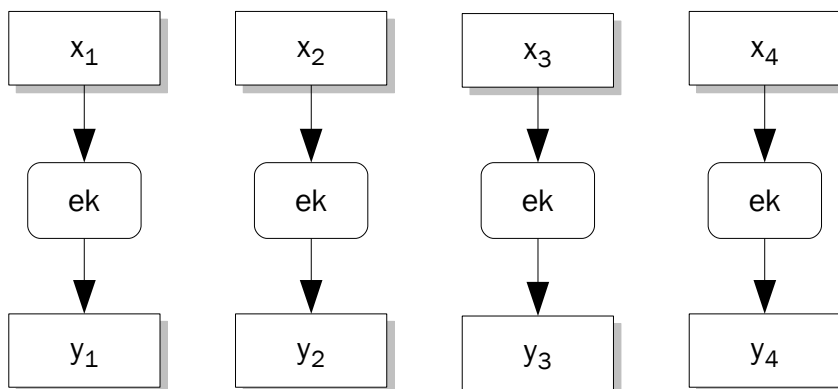 x₁ x₂ x₃ x₄
ek ek ek ek
y₁ y₂ y₃ y₄